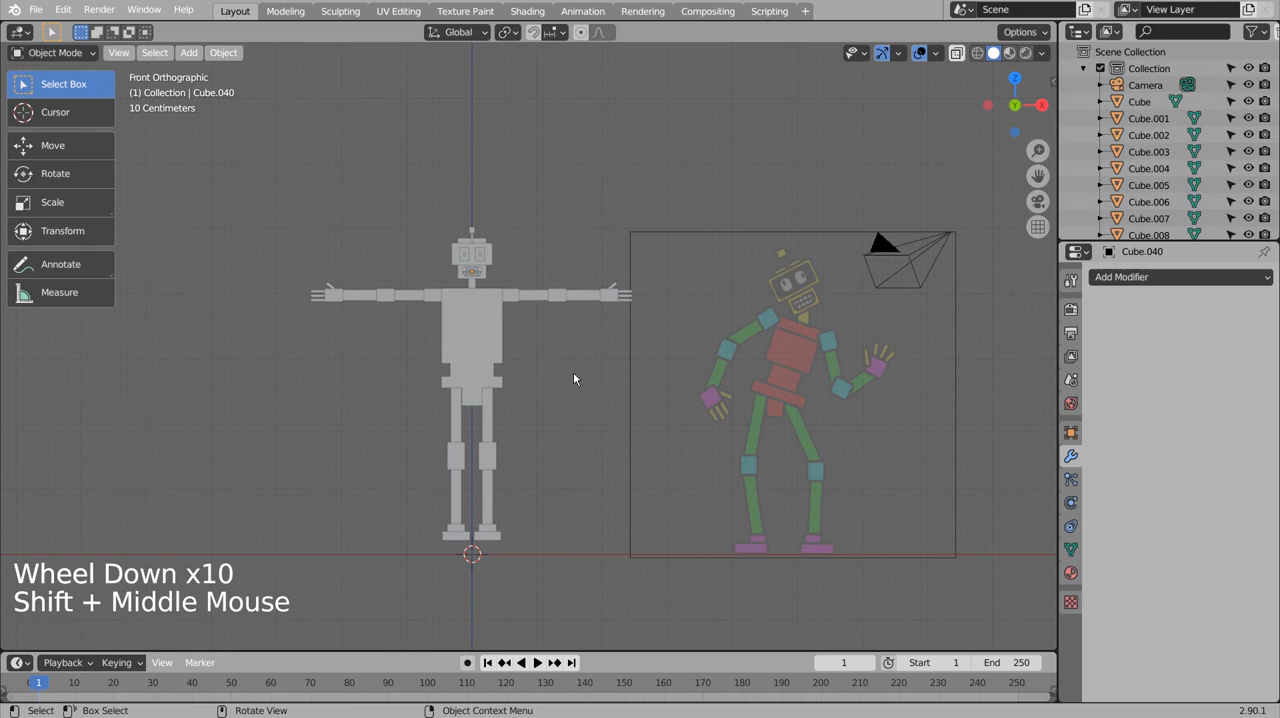 File Edit Render Window Help Layout Modeling Sculpting UV Editing Texture Paint Shading Animation Rendering Compositing Scripting + Scene View Layer
Global Options
Object Mode View Select Add Object
Select Box
Cursor
Move
Rotate
Scale
Transform
Annotate
Measure
Front Orthographic
(1) Collection | Cube.040
10 Centimeters
Z
Y
X
Scene Collection
Collection
Camera
Cube
Cube.001
Cube.002
Cube.003
Cube.004
Cube.005
Cube.006
Cube.007
Cube.008
Cube.040
Add Modifier
Wheel Down x10
Shift + Middle Mouse
Playback Keying View Marker 1 Start 1 End 250
1 10 20 30 40 50 60 70 80 90 100 110 120 130 140 150 160 170 180 190 200 210 220 230 240 250
Select Box Select Rotate View Object Context Menu 2.90.1